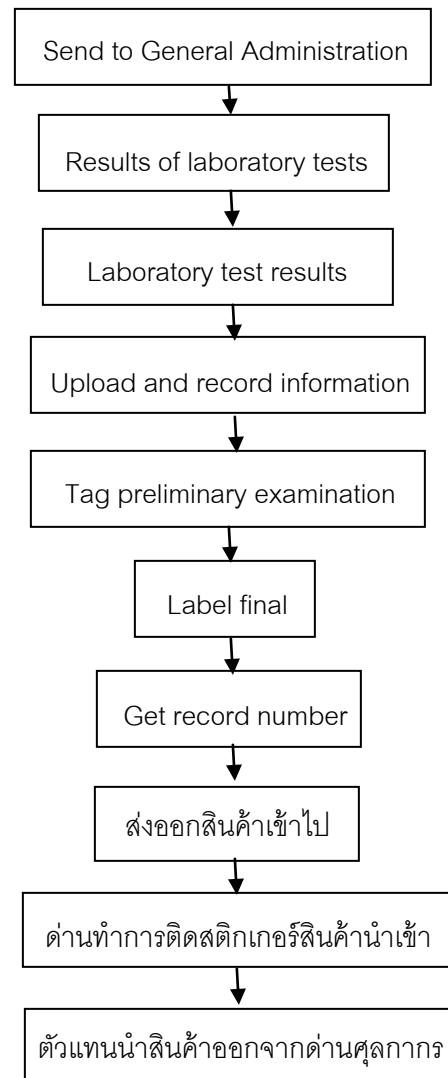 Send to General Administration
Results of laboratory tests
Laboratory test results
Upload and record information
Tag preliminary examination
Label final
Get record number
ส่งออกสินค้าเข้าไป
ด่านทำการติดสติกเกอร์สินค้านำเข้า
ตัวแทนนำสินค้าออกจากด่านศุลกากร